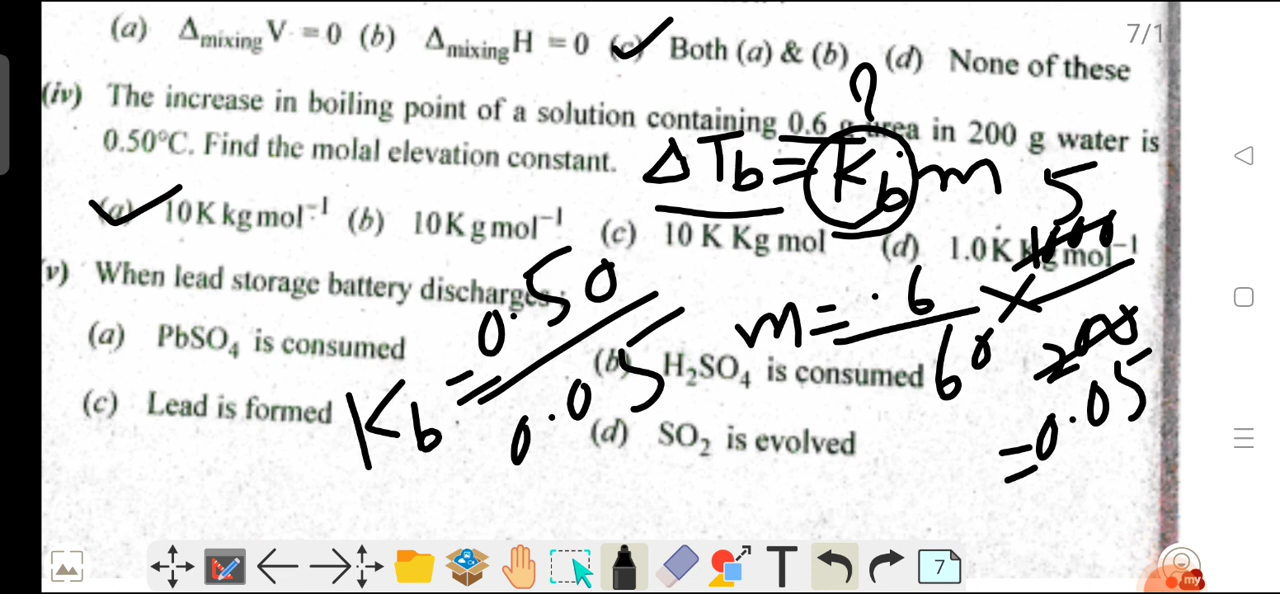 (a) ΔmixingV = 0 (b) ΔmixingH = 0 (c) Both (a) & (b) (d) None of these
7/1
(iv) The increase in boiling point of a solution containing 0.6 g urea in 200 g water is
0.50°C. Find the molal elevation constant.
?
ΔTb = Kb m
(a) 10 K kg mol⁻¹ (b) 10 K g mol⁻¹ (c) 10 K Kg mol (d) 1.0 K Kg mol⁻¹
m = .6/60 × 1000/200
5
= 0.05
Kb = 0.50/0.05
v) When lead storage battery discharges:
(a) PbSO₄ is consumed (b) H₂SO₄ is consumed
(c) Lead is formed (d) SO₂ is evolved
T
7
my